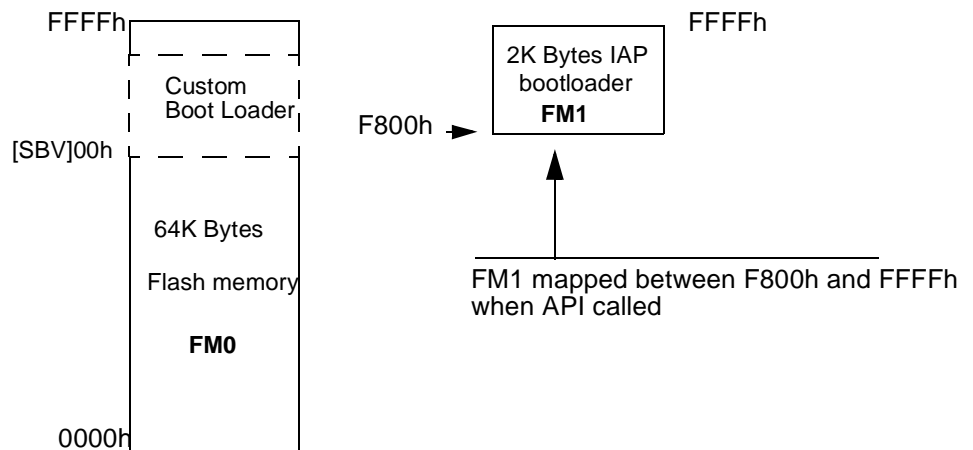 FFFFh
Custom
Boot Loader
[SBV]00h
64K Bytes
Flash memory
FM0
0000h
FFFFh
2K Bytes IAP
bootloader
FM1
F800h
FM1 mapped between F800h and FFFFh
when API called